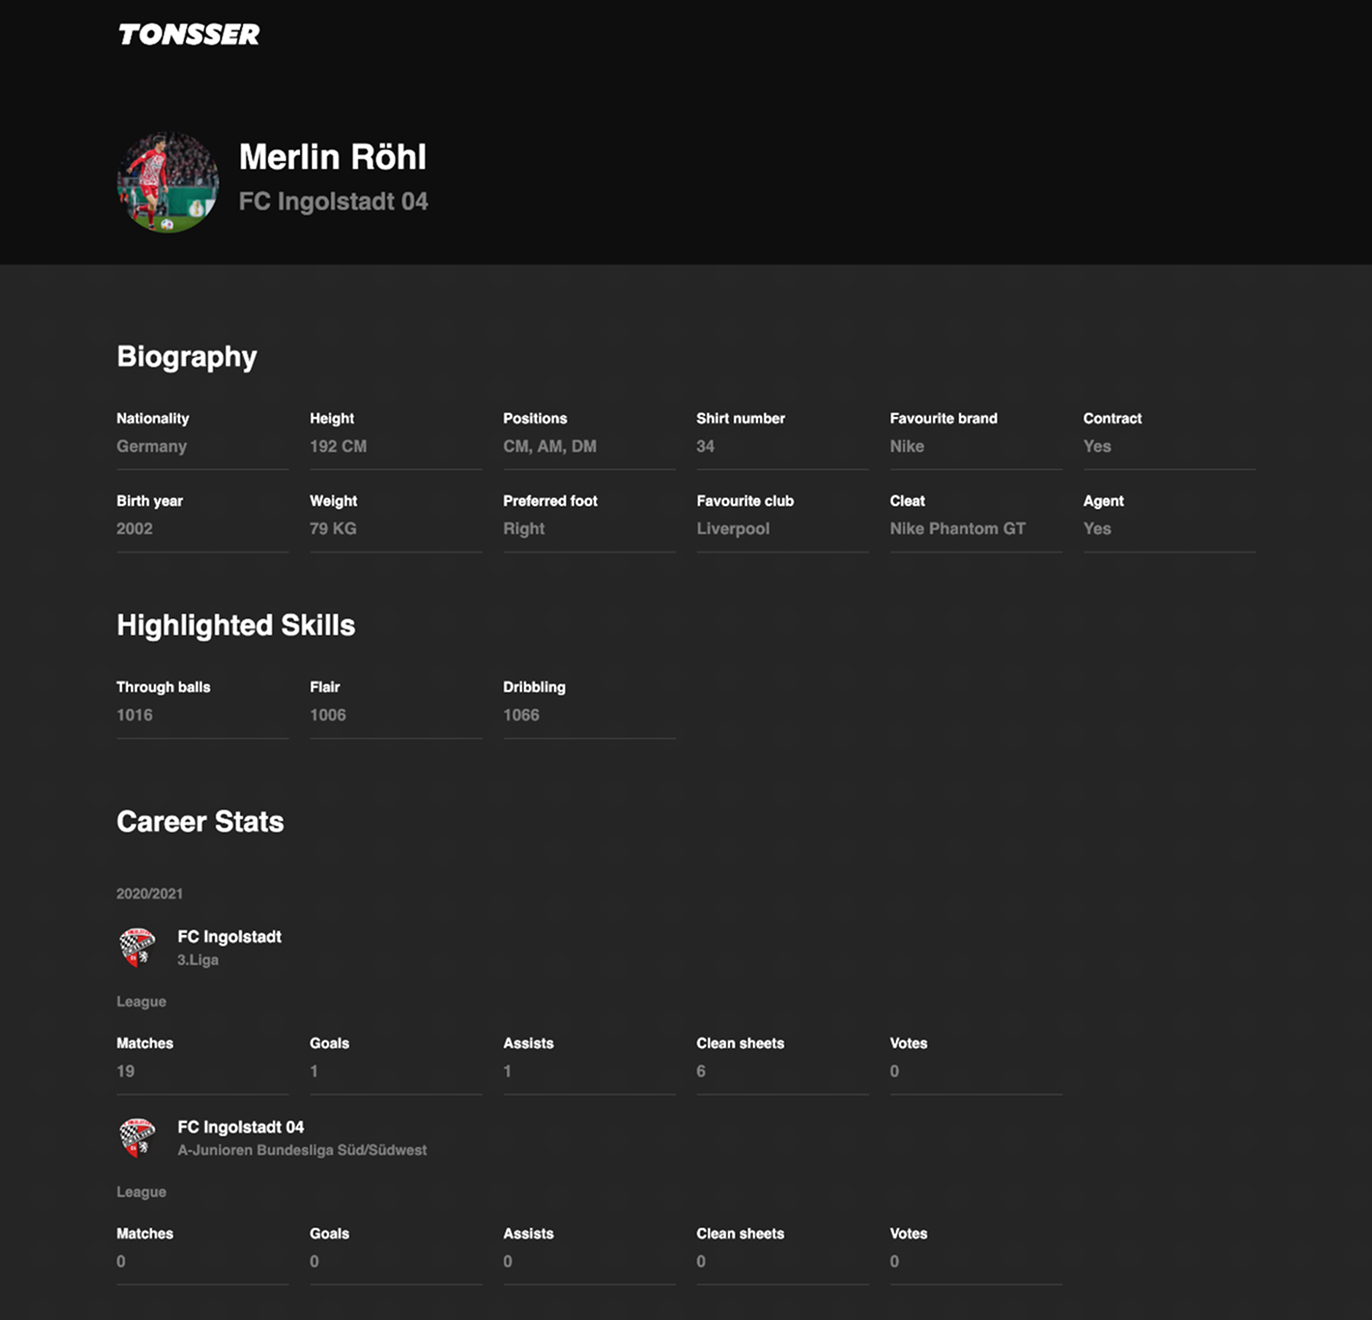 TONSSER
Merlin Röhl
FC Ingolstadt 04
Biography
Nationality Height Positions Shirt number Favourite brand Contract
Germany 192 CM CM, AM, DM 34 Nike Yes
Birth year Weight Preferred foot Favourite club Cleat Agent
2002 79 KG Right Liverpool Nike Phantom GT Yes
Highlighted Skills
Through balls Flair Dribbling
1016 1006 1066
Career Stats
2020/2021
FC Ingolstadt
3.Liga
League
Matches Goals Assists Clean sheets Votes
19 1 1 6 0
FC Ingolstadt 04
A-Junioren Bundesliga Süd/Südwest
League
Matches Goals Assists Clean sheets Votes
0 0 0 0 0